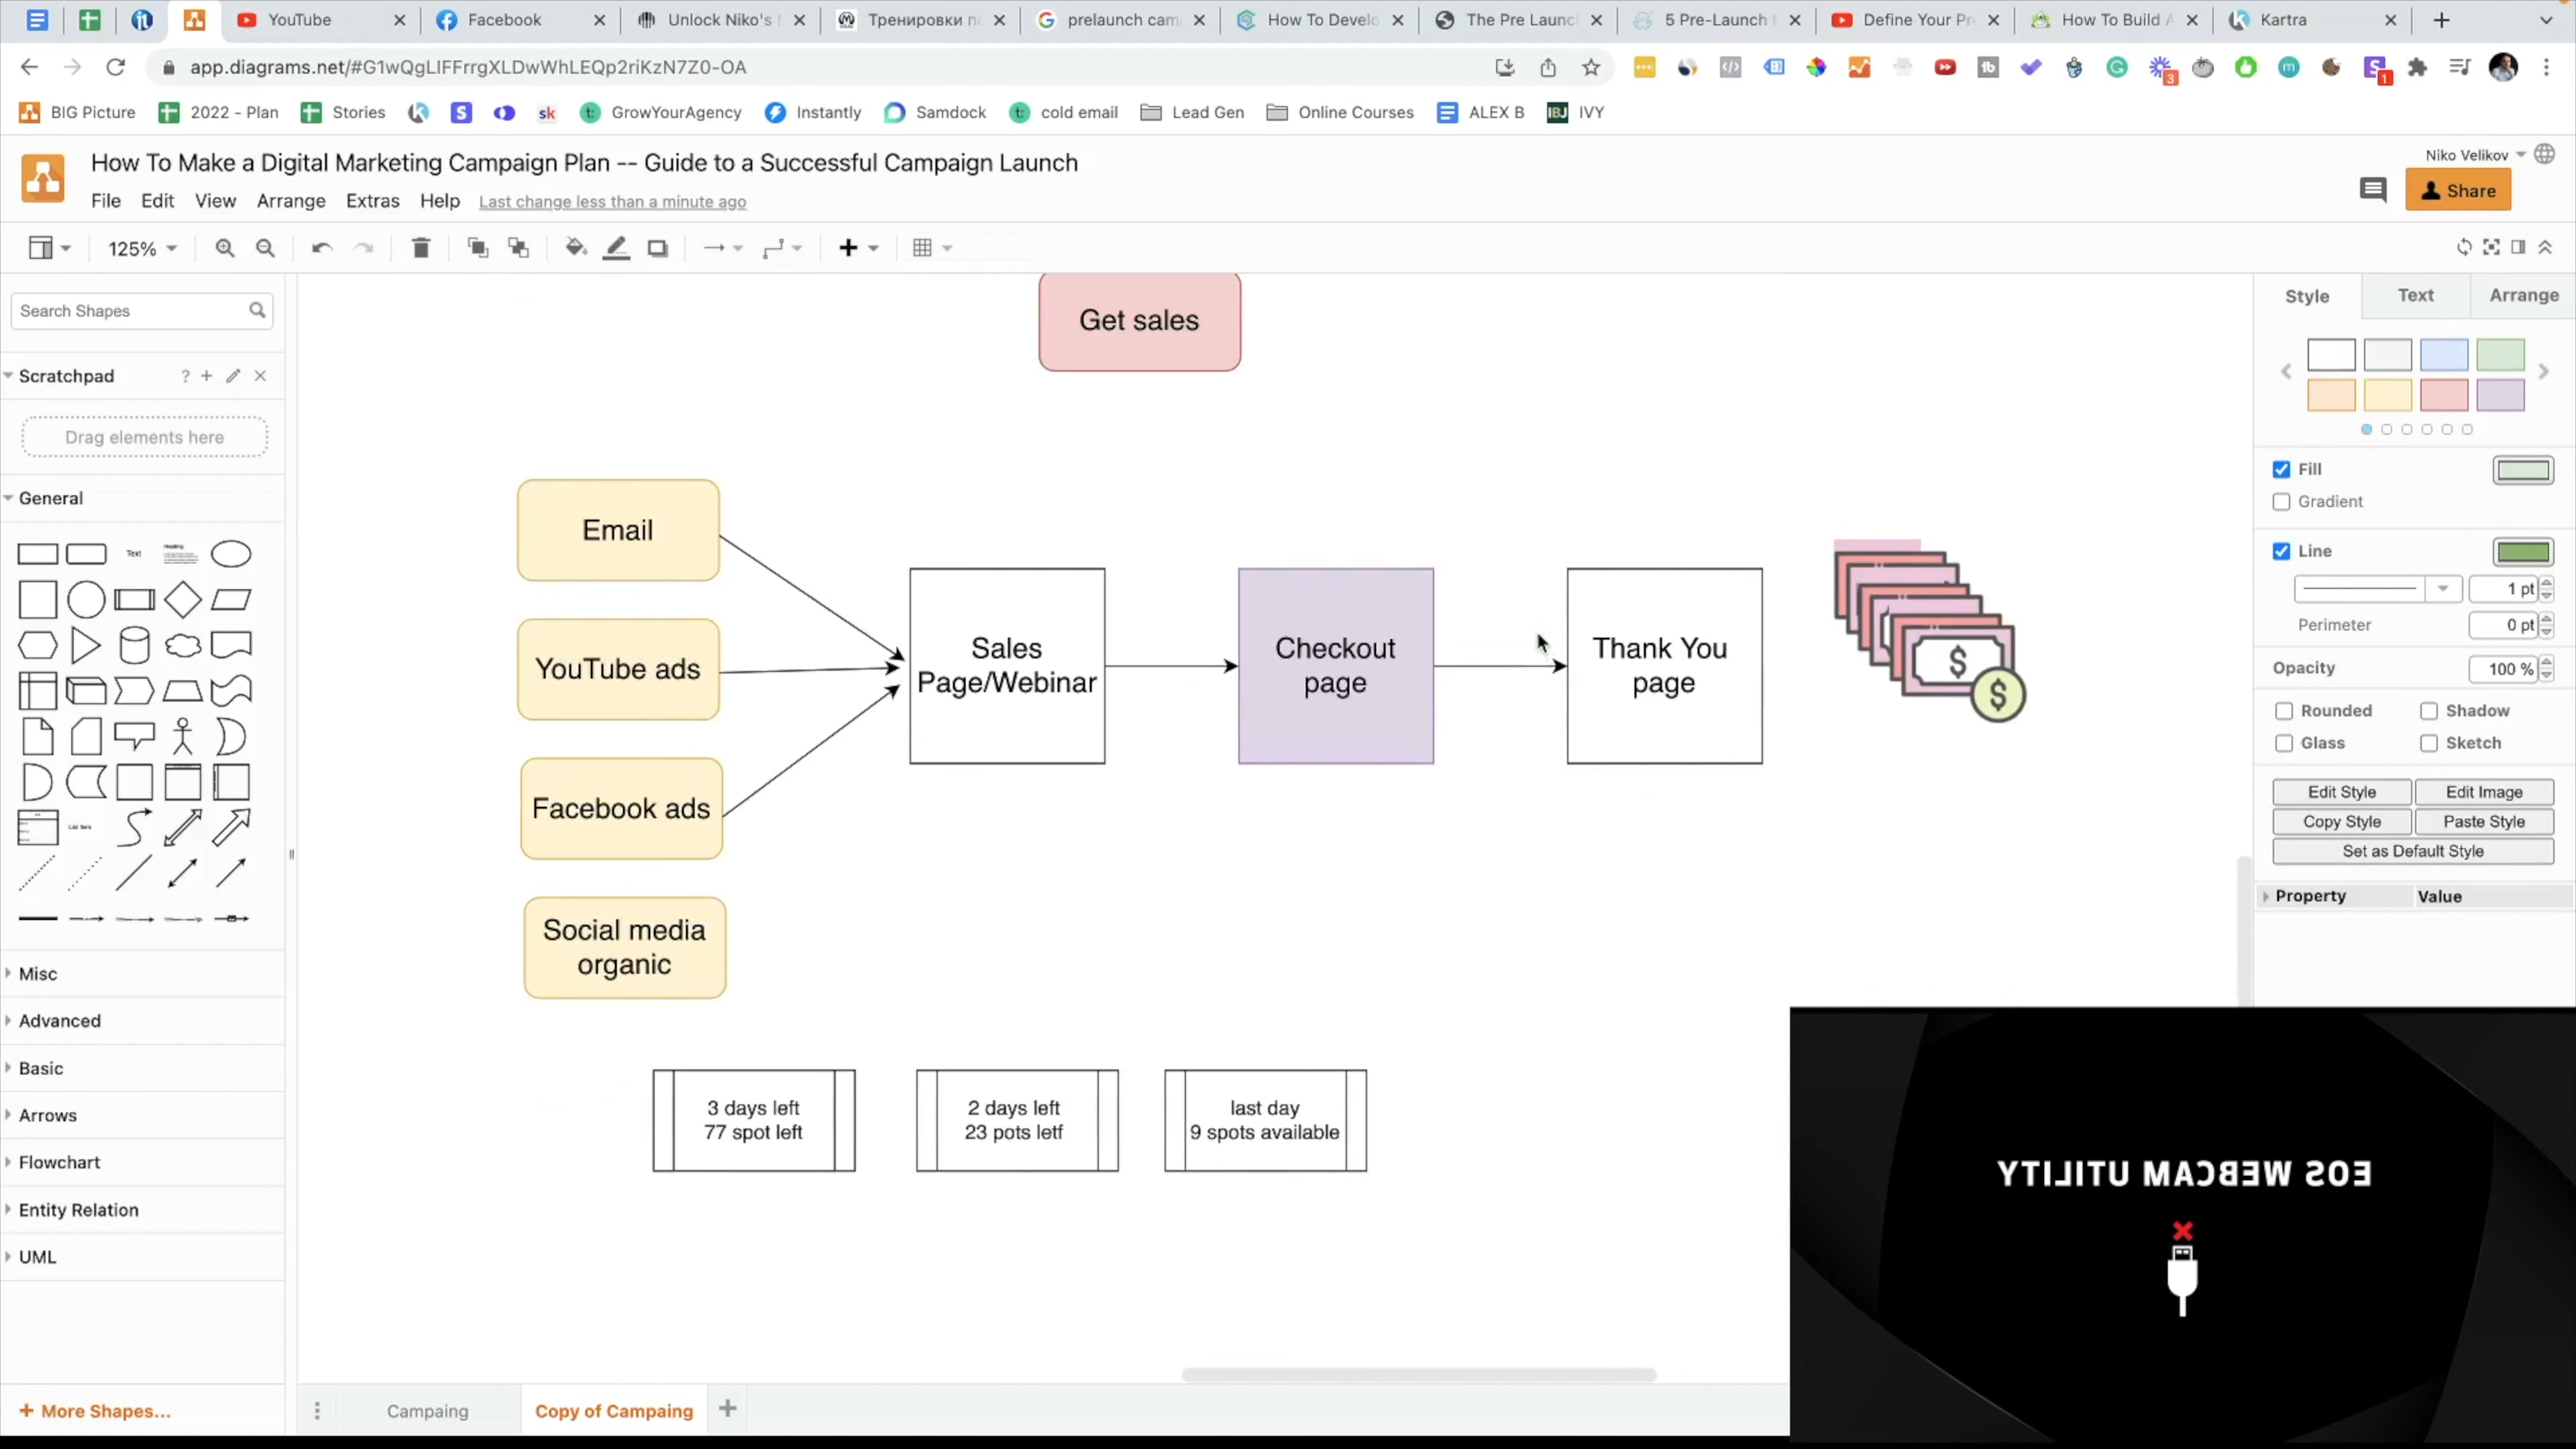 YouTube
Facebook
Unlock Niko's
Тренировки п
prelaunch cam
How To Develo
The Pre Launc
5 Pre-Launch
Define Your Pr
How To Build A
Kartra
app.diagrams.net/#G1wQgLIFFrrgXLDwWhLEQp2riKzN7Z0-OA
BIG Picture
2022 - Plan
Stories
GrowYourAgency
Instantly
Samdock
cold email
Lead Gen
Online Courses
ALEX B
IVY
How To Make a Digital Marketing Campaign Plan -- Guide to a Successful Campaign Launch
Niko Velikov
File Edit View Arrange Extras Help Last change less than a minute ago
Share
125%
Search Shapes
Scratchpad
Drag elements here
General
Text
Heading
List Item
Misc
Advanced
Basic
Arrows
Flowchart
Entity Relation
UML
+ More Shapes...
Get sales
Email
YouTube ads
Facebook ads
Social media
organic
Sales
Page/Webinar
Checkout
page
Thank You
page
3 days left
77 spot left
2 days left
23 pots letf
last day
9 spots available
Campaing
Copy of Campaing
Style Text Arrange
Fill
Gradient
Line
1 pt
Perimeter
0 pt
Opacity
100 %
Rounded
Shadow
Glass
Sketch
Edit Style
Edit Image
Copy Style
Paste Style
Set as Default Style
Property
Value
EOS WEBCAM UTILITY